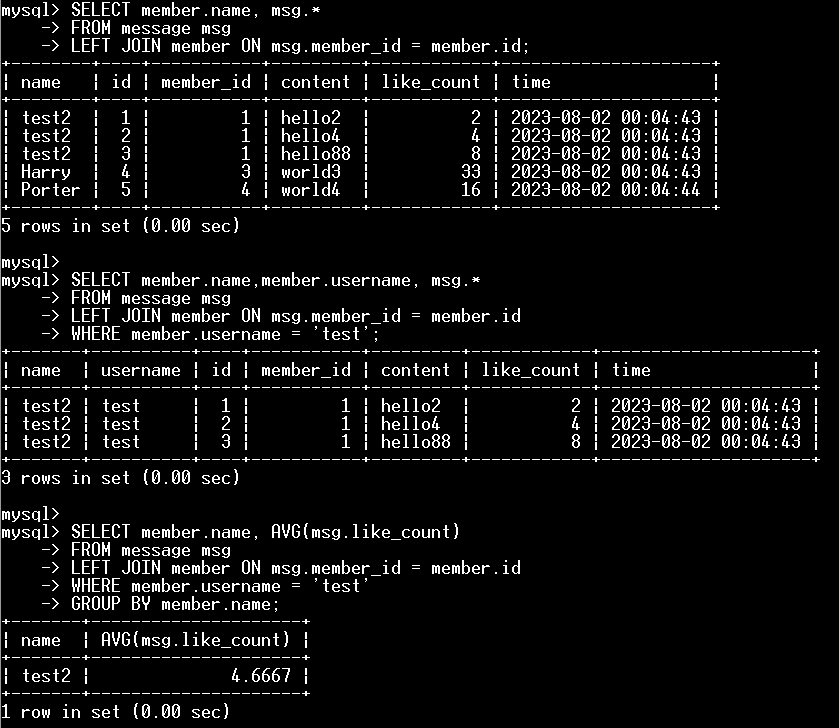 mysql> SELECT member.name, msg.*
    -> FROM message msg
    -> LEFT JOIN member ON msg.member_id = member.id;
+--------+----+-----------+---------+------------+---------------------+
| name   | id | member_id | content | like_count | time                |
+--------+----+-----------+---------+------------+---------------------+
| test2  |  1 |         1 | hello2  |          2 | 2023-08-02 00:04:43 |
| test2  |  2 |         1 | hello4  |          4 | 2023-08-02 00:04:43 |
| test2  |  3 |         1 | hello88 |          8 | 2023-08-02 00:04:43 |
| Harry  |  4 |         3 | world3  |         33 | 2023-08-02 00:04:43 |
| Porter |  5 |         4 | world4  |         16 | 2023-08-02 00:04:44 |
+--------+----+-----------+---------+------------+---------------------+
5 rows in set (0.00 sec)

mysql>
mysql> SELECT member.name,member.username, msg.*
    -> FROM message msg
    -> LEFT JOIN member ON msg.member_id = member.id
    -> WHERE member.username = 'test';
+-------+----------+----+-----------+---------+------------+---------------------+
| name  | username | id | member_id | content | like_count | time                |
+-------+----------+----+-----------+---------+------------+---------------------+
| test2 | test     |  1 |         1 | hello2  |          2 | 2023-08-02 00:04:43 |
| test2 | test     |  2 |         1 | hello4  |          4 | 2023-08-02 00:04:43 |
| test2 | test     |  3 |         1 | hello88 |          8 | 2023-08-02 00:04:43 |
+-------+----------+----+-----------+---------+------------+---------------------+
3 rows in set (0.00 sec)

mysql>
mysql> SELECT member.name, AVG(msg.like_count)
    -> FROM message msg
    -> LEFT JOIN member ON msg.member_id = member.id
    -> WHERE member.username = 'test'
    -> GROUP BY member.name;
+-------+---------------------+
| name  | AVG(msg.like_count) |
+-------+---------------------+
| test2 |              4.6667 |
+-------+---------------------+
1 row in set (0.00 sec)